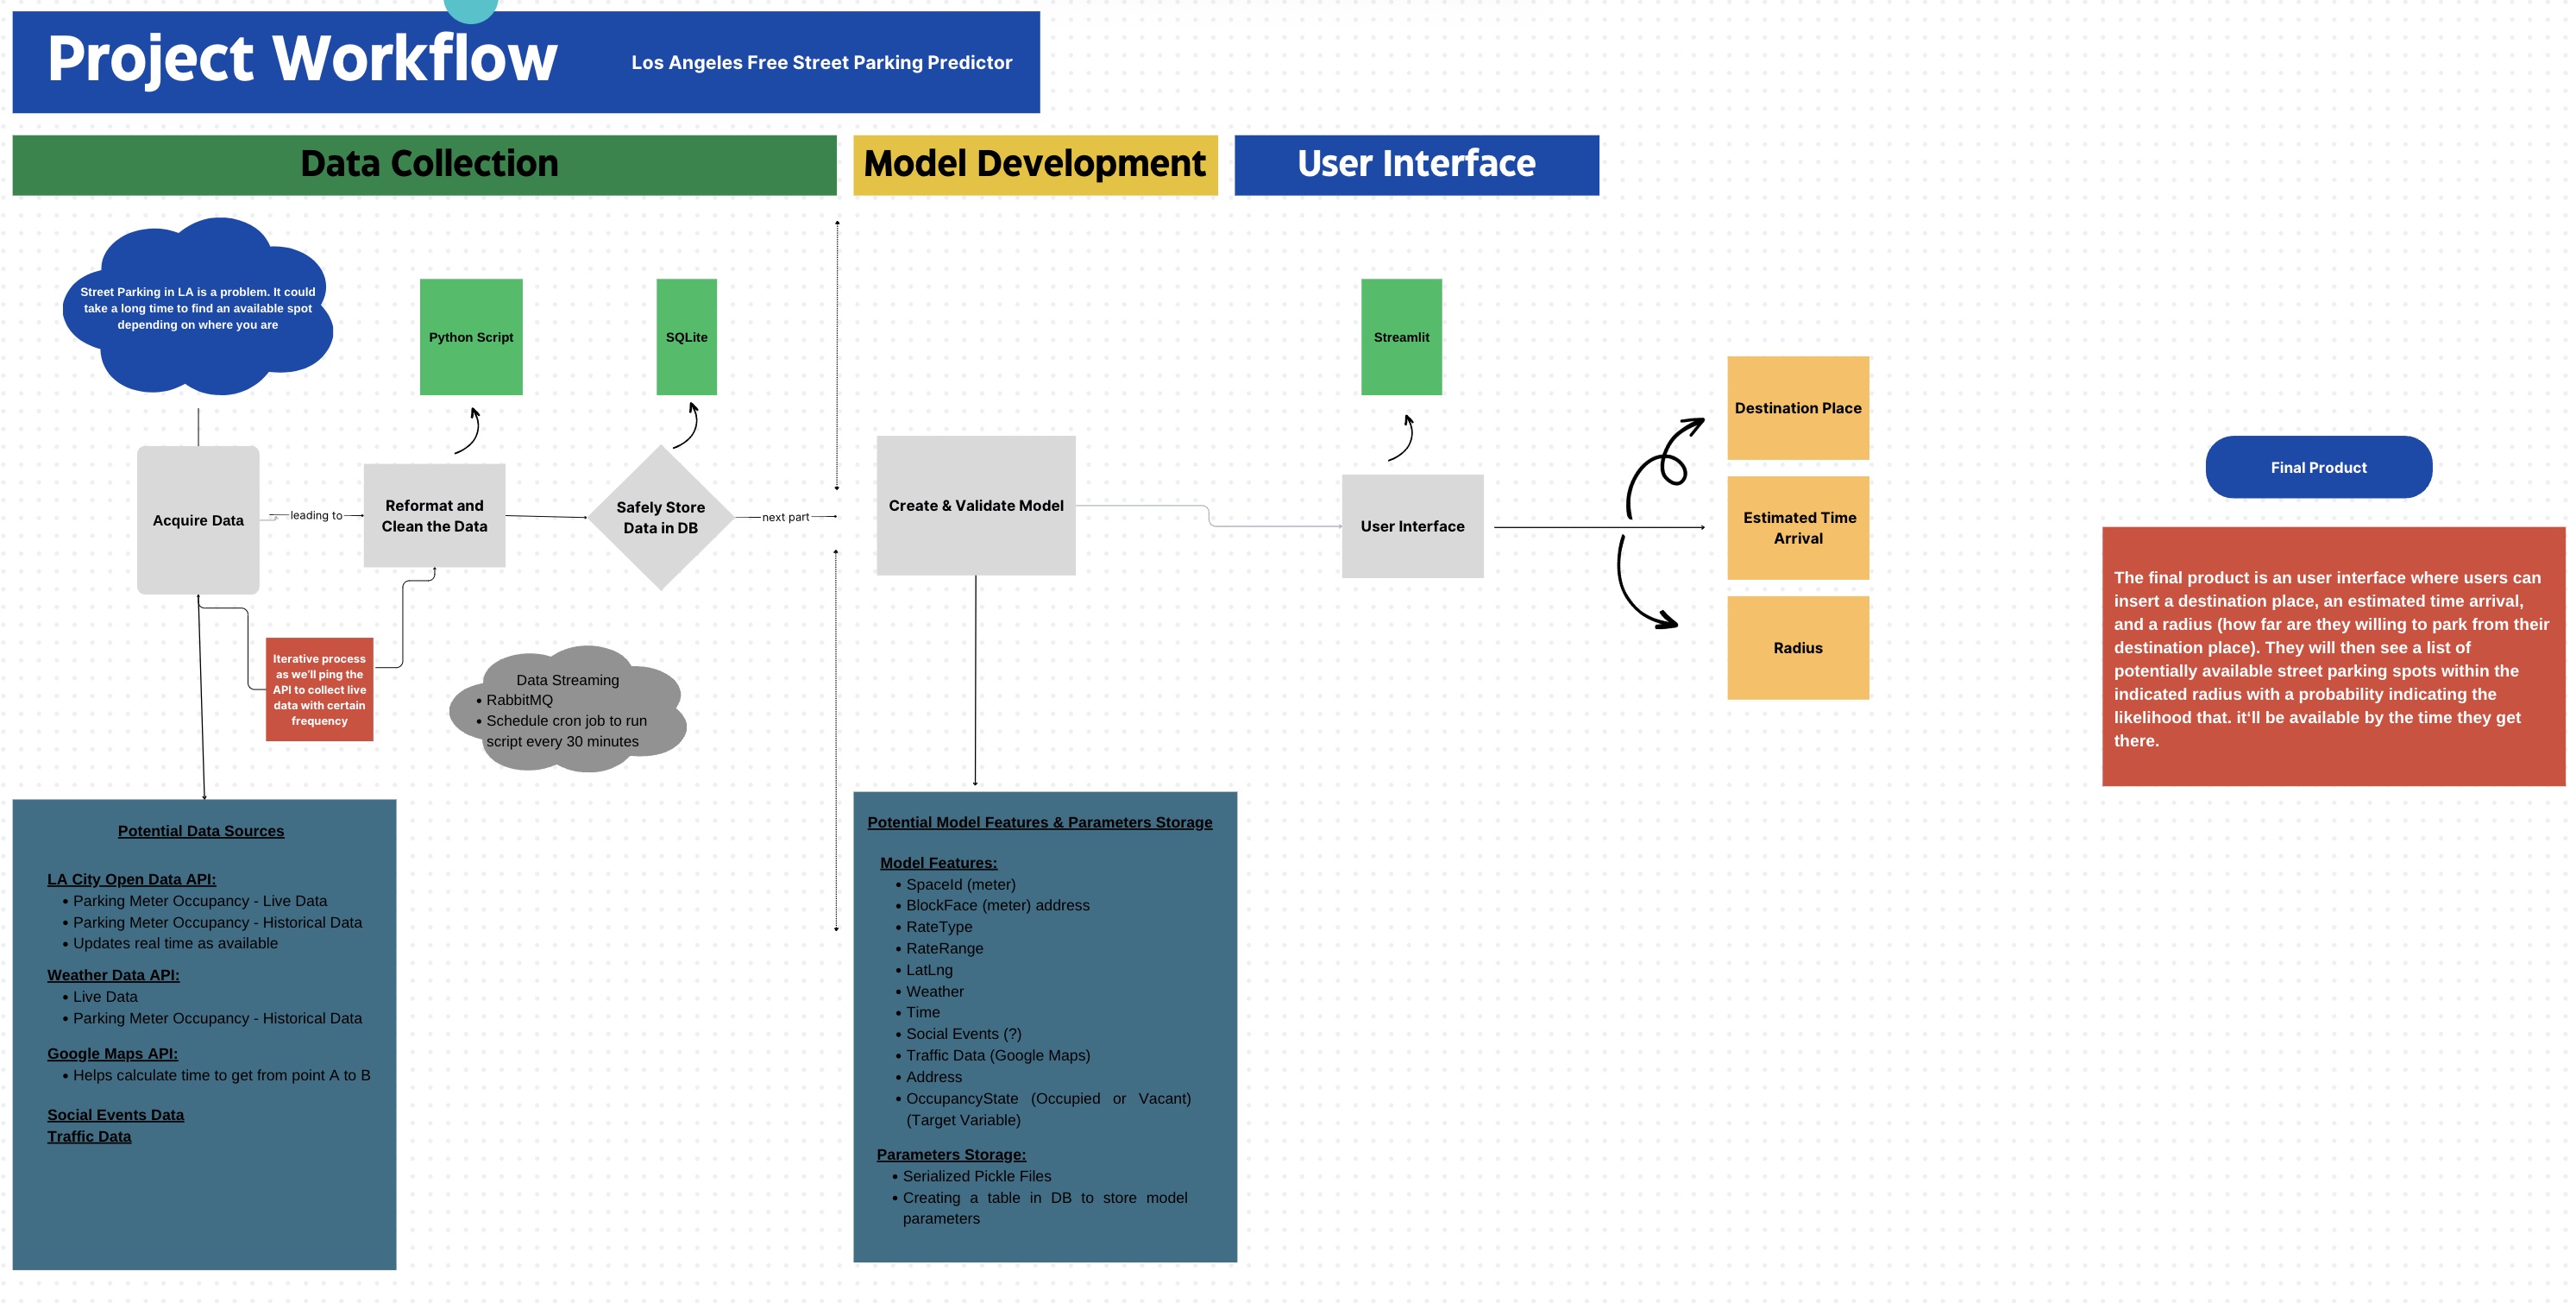 Project Workflow
Los Angeles Free Street Parking Predictor
Data Collection
Model Development
User Interface
Street Parking in LA is a problem. It could
take a long time to find an available spot
depending on where you are
Python Script
SQLite
Acquire Data
leading to
Reformat and
Clean the Data
Safely Store
Data in DB
next part
Iterative process
as we'll ping the
API to collect live
data with certain
frequency
Data Streaming
• RabbitMQ
• Schedule cron job to run
script every 30 minutes
Potential Data Sources
LA City Open Data API:
• Parking Meter Occupancy - Live Data
• Parking Meter Occupancy - Historical Data
• Updates real time as available
Weather Data API:
• Live Data
• Parking Meter Occupancy - Historical Data
Google Maps API:
• Helps calculate time to get from point A to B
Social Events Data
Traffic Data
Create & Validate Model
Potential Model Features & Parameters Storage
Model Features:
• SpaceId (meter)
• BlockFace (meter) address
• RateType
• RateRange
• LatLng
• Weather
• Time
• Social Events (?)
• Traffic Data (Google Maps)
• Address
• OccupancyState (Occupied or Vacant)
(Target Variable)
Parameters Storage:
• Serialized Pickle Files
• Creating a table in DB to store model
parameters
Streamlit
User Interface
Destination Place
Estimated Time
Arrival
Radius
Final Product
The final product is an user interface where users can
insert a destination place, an estimated time arrival,
and a radius (how far are they willing to park from their
destination place). They will then see a list of
potentially available street parking spots within the
indicated radius with a probability indicating the
likelihood that. it‘ll be available by the time they get
there.